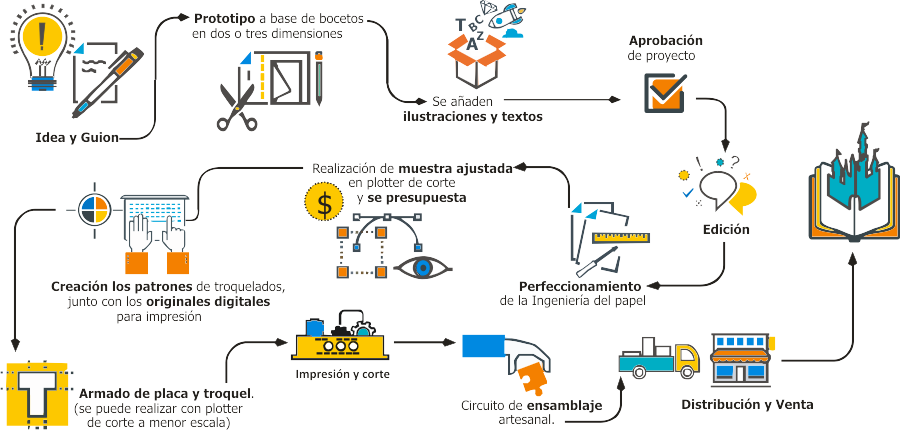 Idea y Guion
Prototipo a base de bocetos
en dos o tres dimensiones
T B C
A Z
Se añaden
ilustraciones y textos
Aprobación
de proyecto
! ?
Edición
Perfeccionamiento
de la Ingeniería del papel
Realización de muestra ajustada
en plotter de corte
y se presupuesta
$
Creación los patrones de troquelados,
junto con los originales digitales
para impresión
T
Armado de placa y troquel.
(se puede realizar con plotter
de corte a menor escala)
Impresión y corte
Circuito de ensamblaje
artesanal.
Distribución y Venta